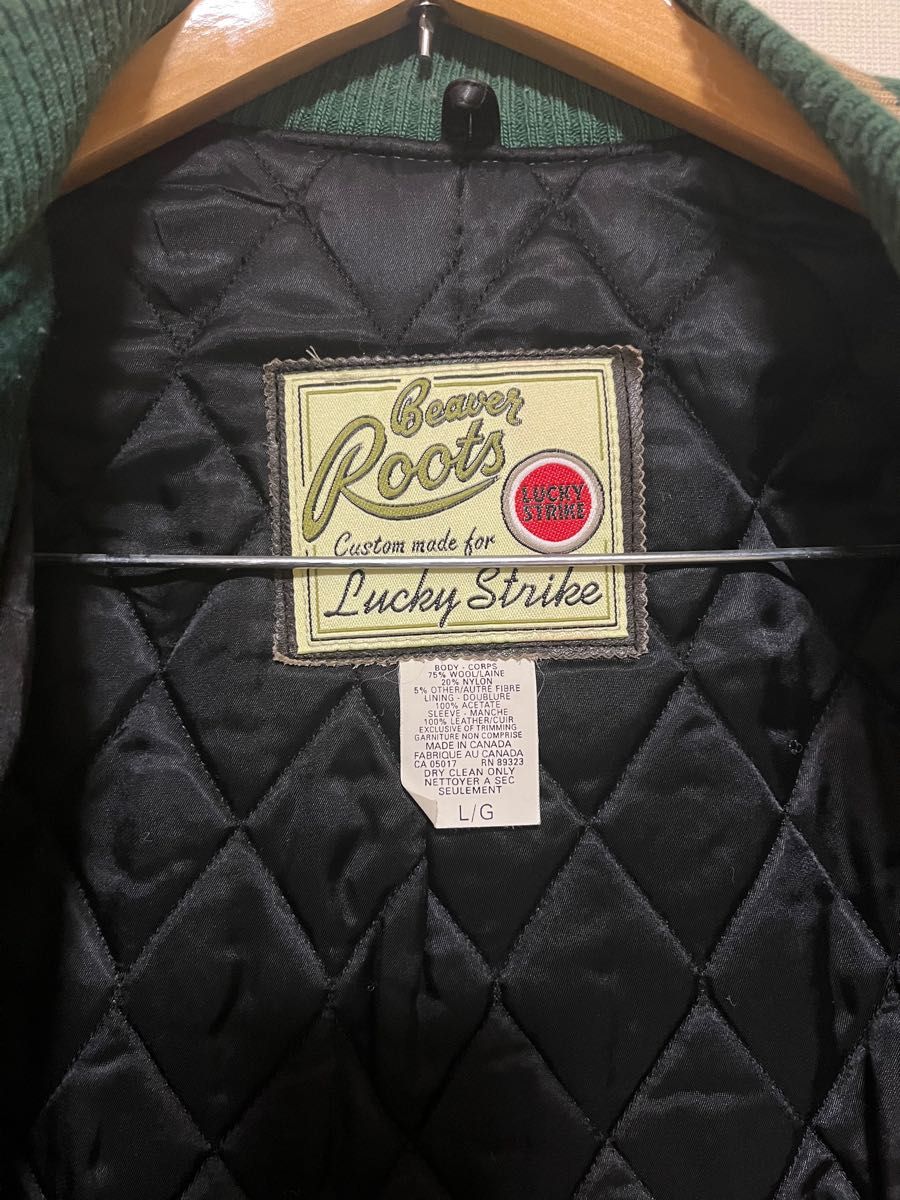 Beaver
Roots
LUCKY
STRIKE
Custom made for
Lucky Strike
BODY - CORPS
75% WOOL/LAINE
20% NYLON
5% OTHER/AUTRE FIBRE
LINING - DOUBLURE
100% ACETATE
SLEEVE - MANCHE
100% LEATHER/CUIR
EXCLUSIVE OF TRIMMING
GARNITURE NON COMPRISE
MADE IN CANADA
FABRIQUE AU CANADA
CA 05017 RN 89323
DRY CLEAN ONLY
NETTOYER A SEC
SEULEMENT
L/G